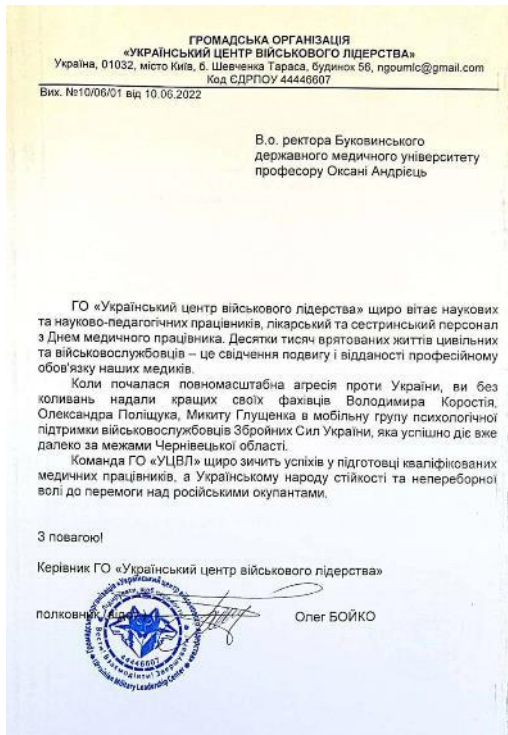 ГРОМАДСЬКА ОРГАНІЗАЦІЯ
«УКРАЇНСЬКИЙ ЦЕНТР ВІЙСЬКОВОГО ЛІДЕРСТВА»
Україна, 01032, місто Київ, б. Шевченка Тараса, будинок 56, ngoumlc@gmail.com
Код ЄДРПОУ 44446607
Вих. №10/06/01 від 10.06.2022
В.о. ректора Буковинського
державного медичного університету
професору Оксані Андрієць
ГО «Український центр військового лідерства» щиро вітає наукових
та науково-педагогічних працівників, лікарський та сестринський персонал
з Днем медичного працівника. Десятки тисяч врятованих життів цивільних
та військовослужбовців – це свідчення подвигу і відданості професійному
обов'язку наших медиків.
Коли почалася повномасштабна агресія проти України, ви без
коливань надали кращих своїх фахівців Володимира Коростія,
Олександра Поліщука, Микиту Глущенка в мобільну групу психологічної
підтримки військовослужбовців Збройних Сил України, яка успішно діє вже
далеко за межами Чернівецької області.
Команда ГО «УЦВЛ» щиро зичить успіхів у підготовці кваліфікованих
медичних працівників, а Українському народу стійкості та непереборної
волі до перемоги над російськими окупантами.
З повагою!
Керівник ГО «Український центр військового лідерства»
полковник Олег БОЙКО
44446607
Ukrainian Military Leadership Center